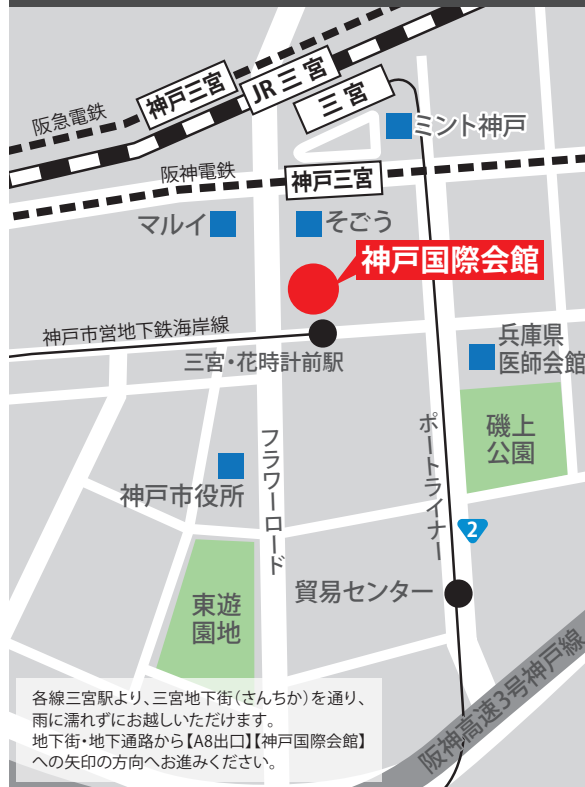 阪急電鉄
神戸三宮
JR三宮
三宮
ミント神戸
阪神電鉄
神戸三宮
マルイ
そごう
神戸国際会館
神戸市営地下鉄海岸線
三宮・花時計前駅
兵庫県
医師会館
フラワーロード
ポートライナー
磯上
公園
神戸市役所
2
東遊
園地
貿易センター
阪神高速3号神戸線
各線三宮駅より、三宮地下街(さんちか)を通り、
雨に濡れずにお越しいただけます。
地下街・地下通路から【A8出口】【神戸国際会館】
への矢印の方向へお進みください。